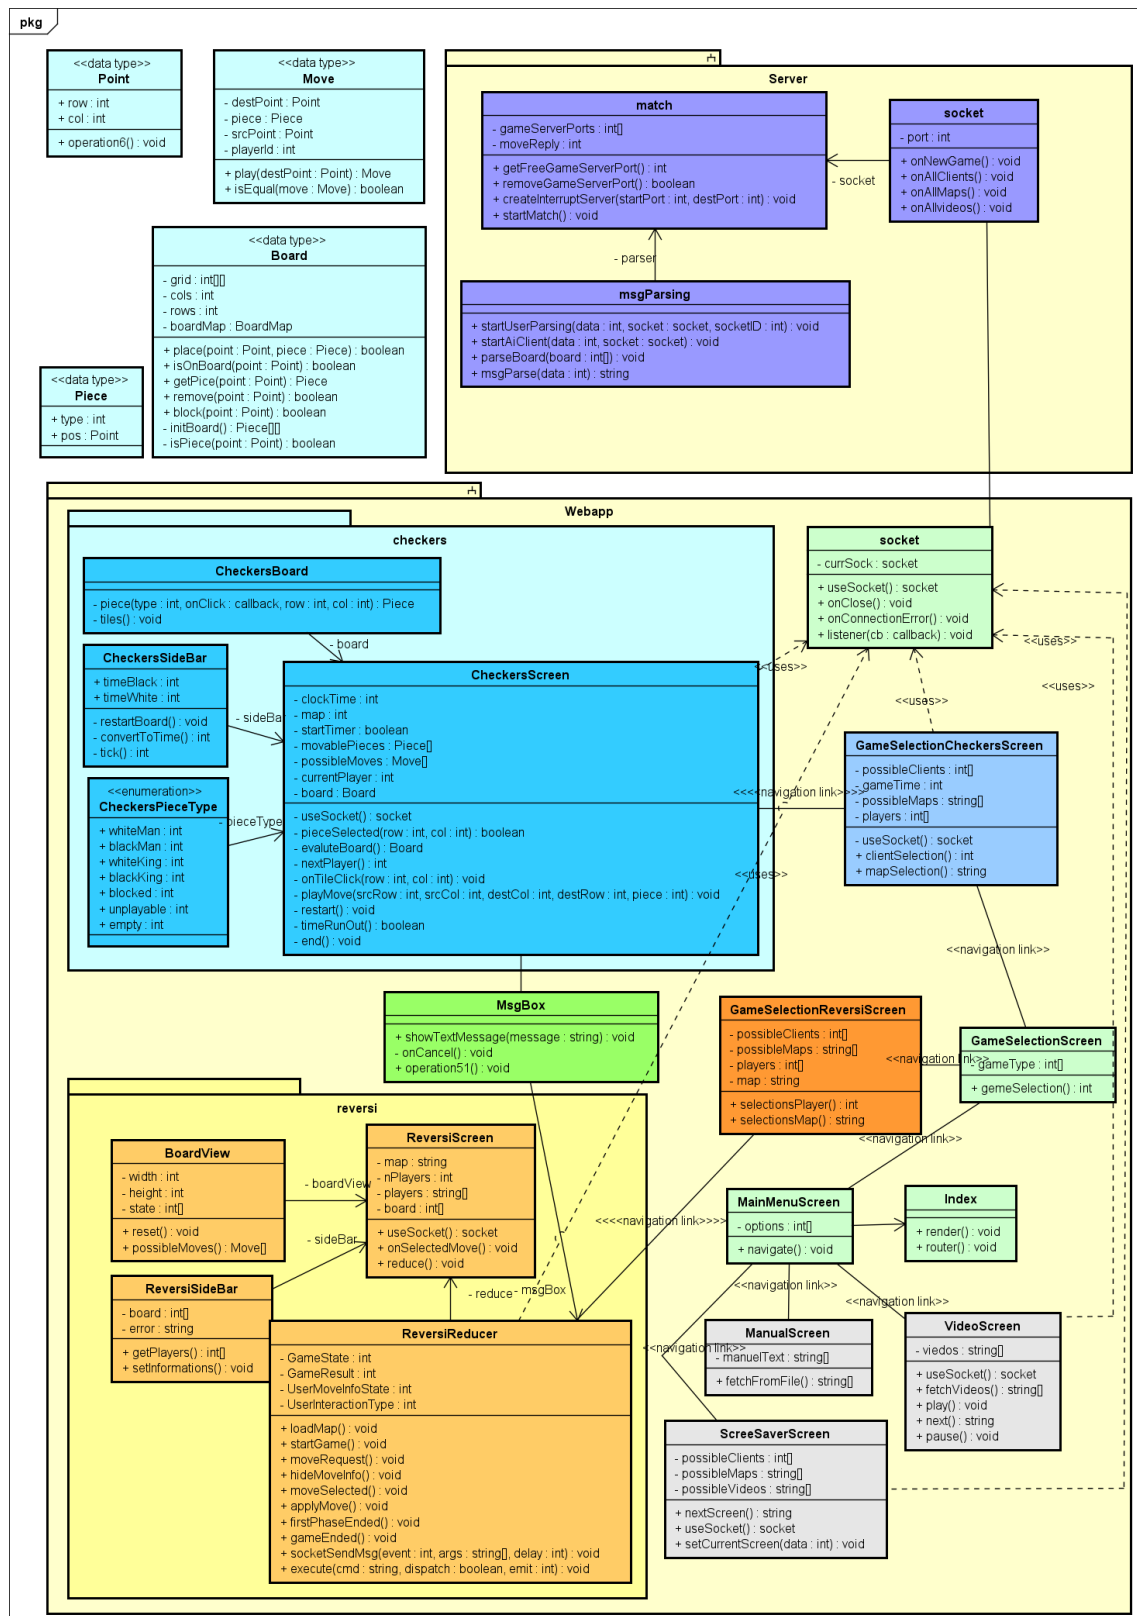 pkg
<<data type>>
Point
+ row : int
+ col : int
+ operation6() : void
<<data type>>
Move
- destPoint : Point
- piece : Piece
- srcPoint : Point
- playerId : int
+ play(destPoint : Point) : Move
+ isEqual(move : Move) : boolean
<<data type>>
Board
- grid : int[][]
- cols : int
- rows : int
- boardMap : BoardMap
+ place(point : Point, piece : Piece) : boolean
+ isOnBoard(point : Point) : boolean
+ getPice(point : Point) : Piece
+ remove(point : Point) : boolean
+ block(point : Point) : boolean
- initBoard() : Piece[][]
- isPiece(point : Point) : boolean
<<data type>>
Piece
+ type : int
+ pos : Point
Server
match
- gameServerPorts : int[]
- moveReply : int
+ getFreeGameServerPort() : int
+ removeGameServerPort() : boolean
+ createInterruptServer(startPort : int, destPort : int) : void
+ startMatch() : void
socket
- port : int
+ onNewGame() : void
+ onAllClients() : void
+ onAllMaps() : void
+ onAllvideos() : void
- socket
- parser
msgParsing
+ startUserParsing(data : int, socket : socket, socketID : int) : void
+ startAiClient(data : int, socket : socket) : void
+ parseBoard(board : int[]) : void
+ msgParse(data : int) : string
Webapp
checkers
CheckersBoard
- piece(type : int, onClick : callback, row : int, col : int) : Piece
- tiles() : void
- board
CheckersSideBar
+ timeBlack : int
+ timeWhite : int
- restartBoard() : void
- convertToTime() : int
- tick() : int
- sideBar
<<enumeration>>
CheckersPieceType
+ whiteMan : int
+ blackMan : int
+ whiteKing : int
+ blackKing : int
+ blocked : int
+ unplayable : int
+ empty : int
- pieceType
CheckersScreen
- clockTime : int
- map : int
- startTimer : boolean
- movablePieces : Piece[]
- possibleMoves : Move[]
- currentPlayer : int
- board : Board
- useSocket() : socket
- pieceSelected(row : int, col : int) : boolean
- evaluteBoard() : Board
- nextPlayer() : int
- onTileClick(row : int, col : int) : void
- playMove(srcRow : int, srcCol : int, destCol : int, destRow : int, piece : int) : void
- restart() : void
- timeRunOut() : boolean
- end() : void
socket
- currSock : socket
+ useSocket() : socket
+ onClose() : void
+ onConnectionError() : void
+ listener(cb : callback) : void
<<uses>>
<<uses>>
<<uses>>
<<uses>>
<<uses>>
GameSelectionCheckersScreen
- possibleClients : int[]
- gameTime : int
- possibleMaps : string[]
- players : int[]
- useSocket() : socket
+ clientSelection() : int
+ mapSelection() : string
<<<<navigation link>>>>
<<navigation link>>
MsgBox
+ showTextMessage(message : string) : void
- onCancel() : void
+ operation51() : void
GameSelectionReversiScreen
- possibleClients : int[]
- possibleMaps : string[]
- players : int[]
- map : string
+ selectionsPlayer() : int
+ selectionsMap() : string
<<navigation link>>
GameSelectionScreen
- gameType : int[]
+ gemeSelection() : int
<<navigation link>>
reversi
BoardView
- width : int
- height : int
- state : int[]
+ reset() : void
+ possibleMoves() : Move[]
- boardView
ReversiScreen
- map : string
- nPlayers : int
- players : string[]
- board : int[]
+ useSocket() : socket
+ onSelectedMove() : void
+ reduce() : void
- sideBar
ReversiSideBar
- board : int[]
- error : string
+ getPlayers() : int[]
+ setInformations() : void
- reduce
- msgBox
ReversiReducer
- GameState : int
- GameResult : int
- UserMoveInfoState : int
- UserInteractionType : int
+ loadMap() : void
+ startGame() : void
+ moveRequest() : void
+ hideMoveInfo() : void
+ moveSelected() : void
+ applyMove() : void
+ firstPhaseEnded() : void
+ gameEnded() : void
+ socketSendMsg(event : int, args : string[], delay : int) : void
+ execute(cmd : string, dispatch : boolean, emit : int) : void
<<<<navigation link>>>>
MainMenuScreen
- options : int[]
+ navigate() : void
Index
+ render() : void
+ router() : void
<<navigation link>>
<<navigation link>>
<<navigation link>>
ManualScreen
- manuelText : string[]
+ fetchFromFile() : string[]
VideoScreen
- viedos : string[]
+ useSocket() : socket
+ fetchVideos() : string[]
+ play() : void
+ next() : string
+ pause() : void
ScreeSaverScreen
- possibleClients : int[]
- possibleMaps : string[]
- possibleVideos : string[]
+ nextScreen() : string
+ useSocket() : socket
+ setCurrentScreen(data : int) : void